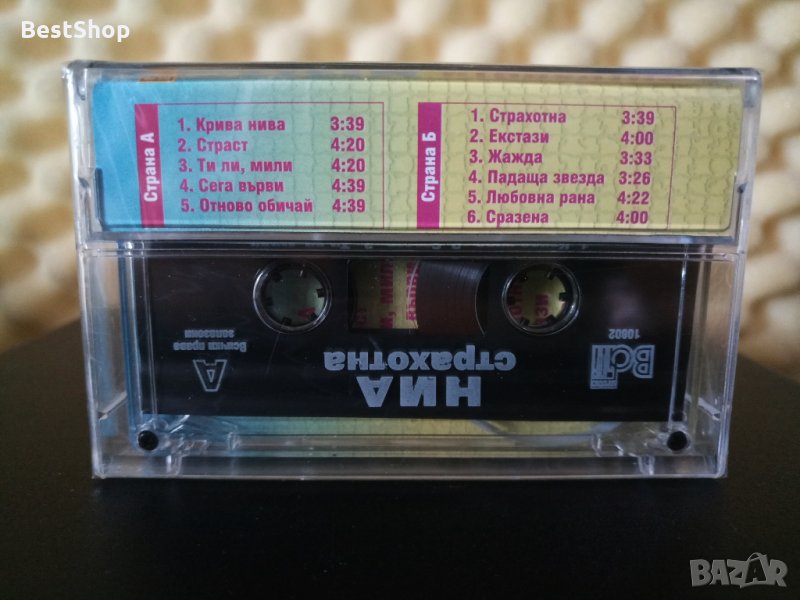 BestShop
Страна А
1. Крива нива 3:39
2. Страст 4:20
3. Ти ли, мили 4:20
4. Сега върви 4:39
5. Отново обичай 4:39
Страна Б
1. Страхотна 3:39
2. Екстази 4:00
3. Жажда 3:33
4. Падаща звезда 3:26
5. Любовна рана 4:22
6. Сразена 4:00
НИА
страхотна
А
Всички права
запазени
10602
BAZAR